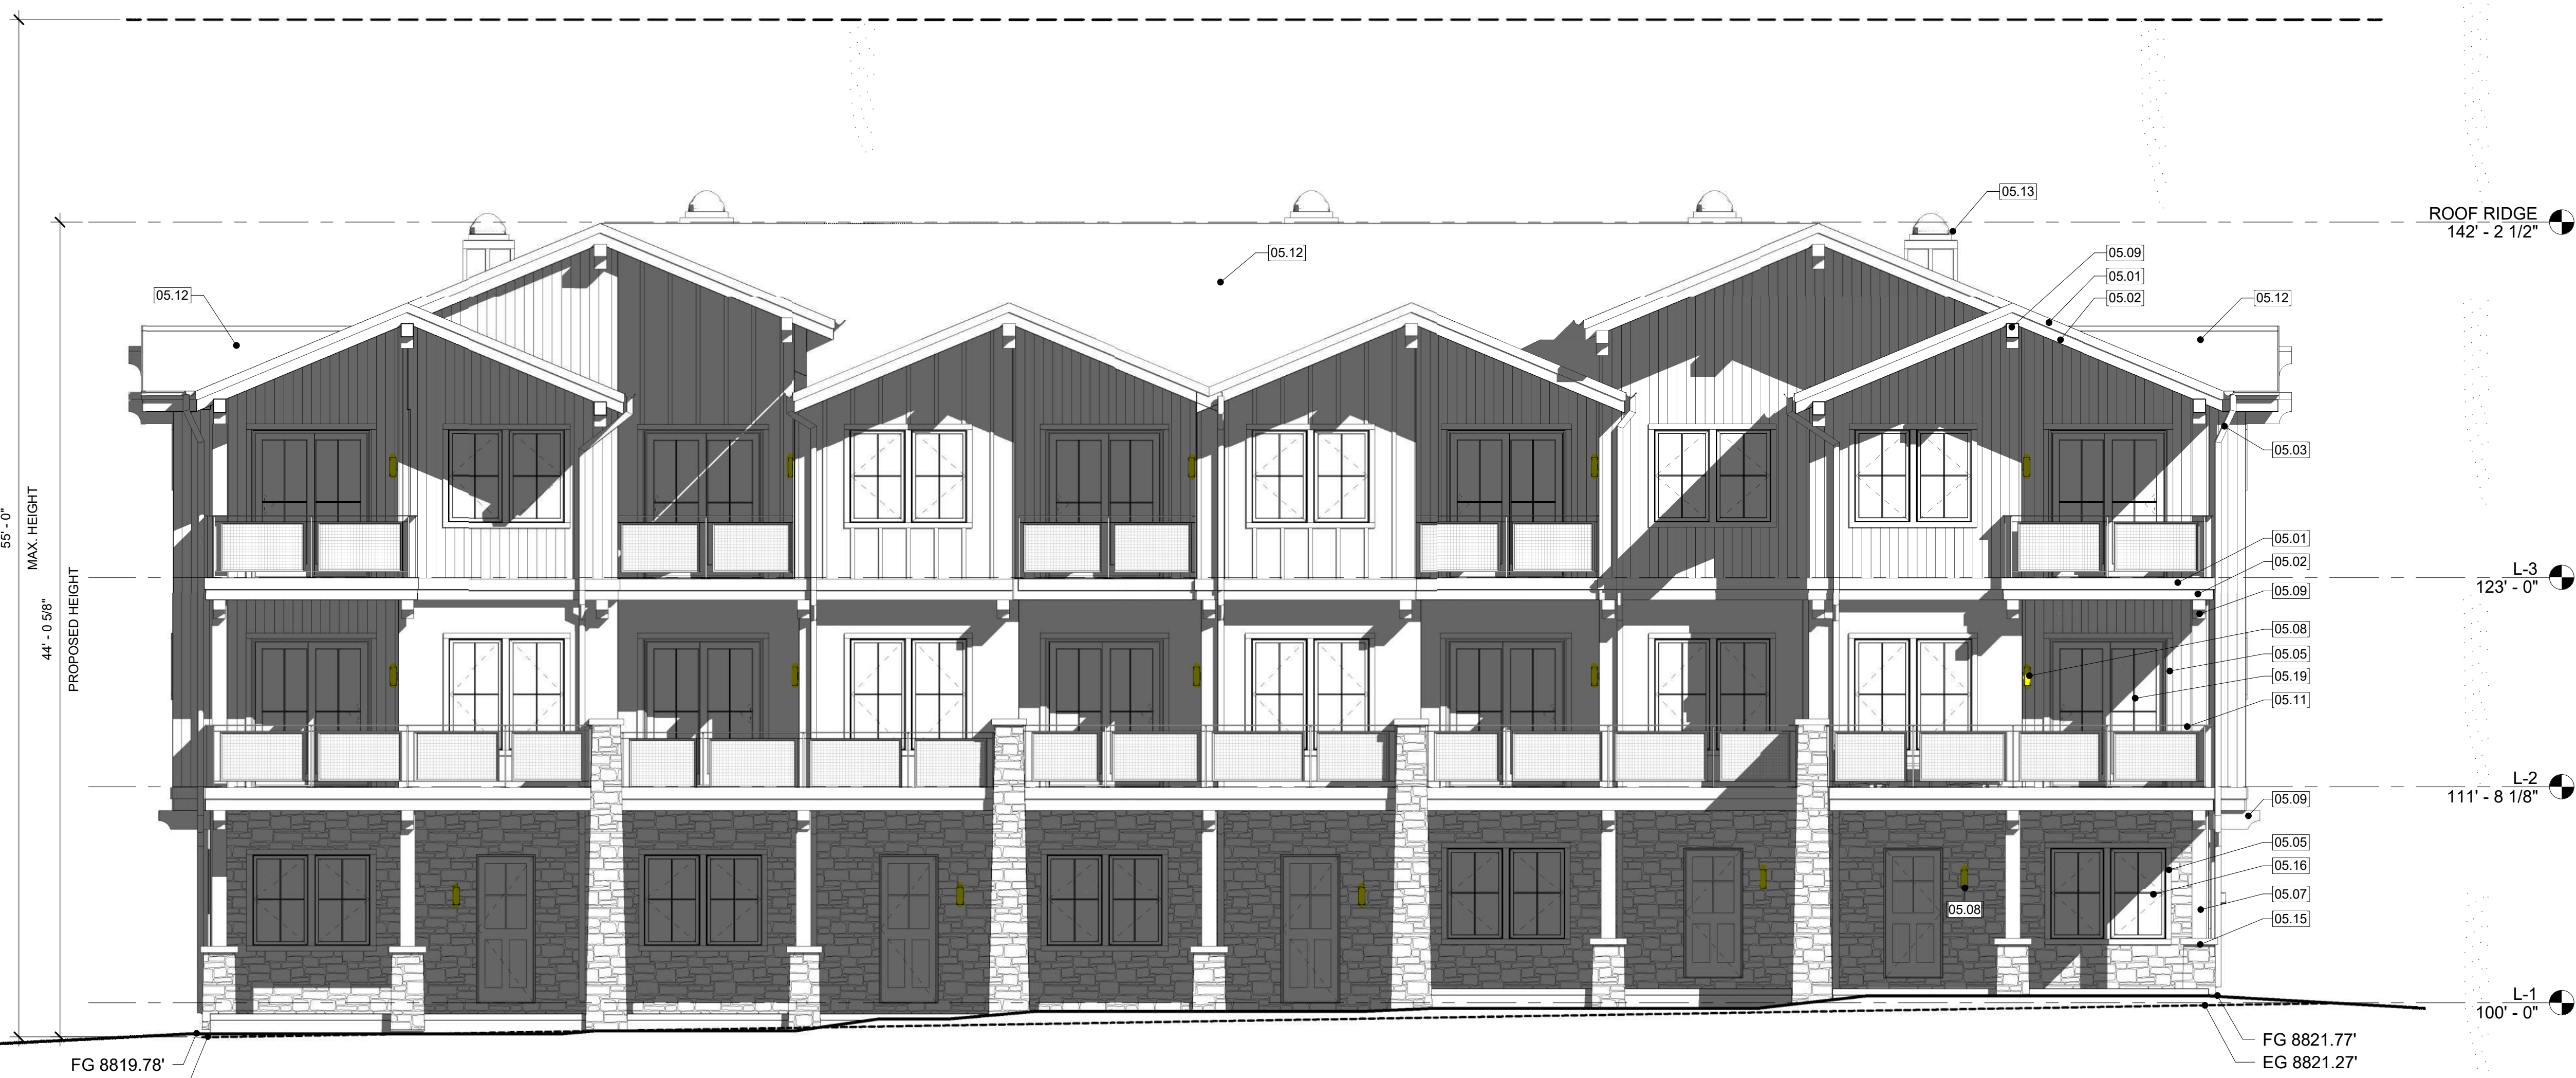 05.13
ROOF RIDGE
142' - 2 1/2"
05.12
05.09
05.01
05.02
05.12
05.12
05.03
55' - 0"
MAX. HEIGHT
44' - 0 5/8"
PROPOSED HEIGHT
05.01
05.02
L-3
123' - 0"
05.09
05.08
05.05
05.19
05.11
L-2
111' - 8 1/8"
05.09
05.05
05.16
05.07
05.08
05.15
L-1
100' - 0"
FG 8819.78'
FG 8821.77'
EG 8821.27'